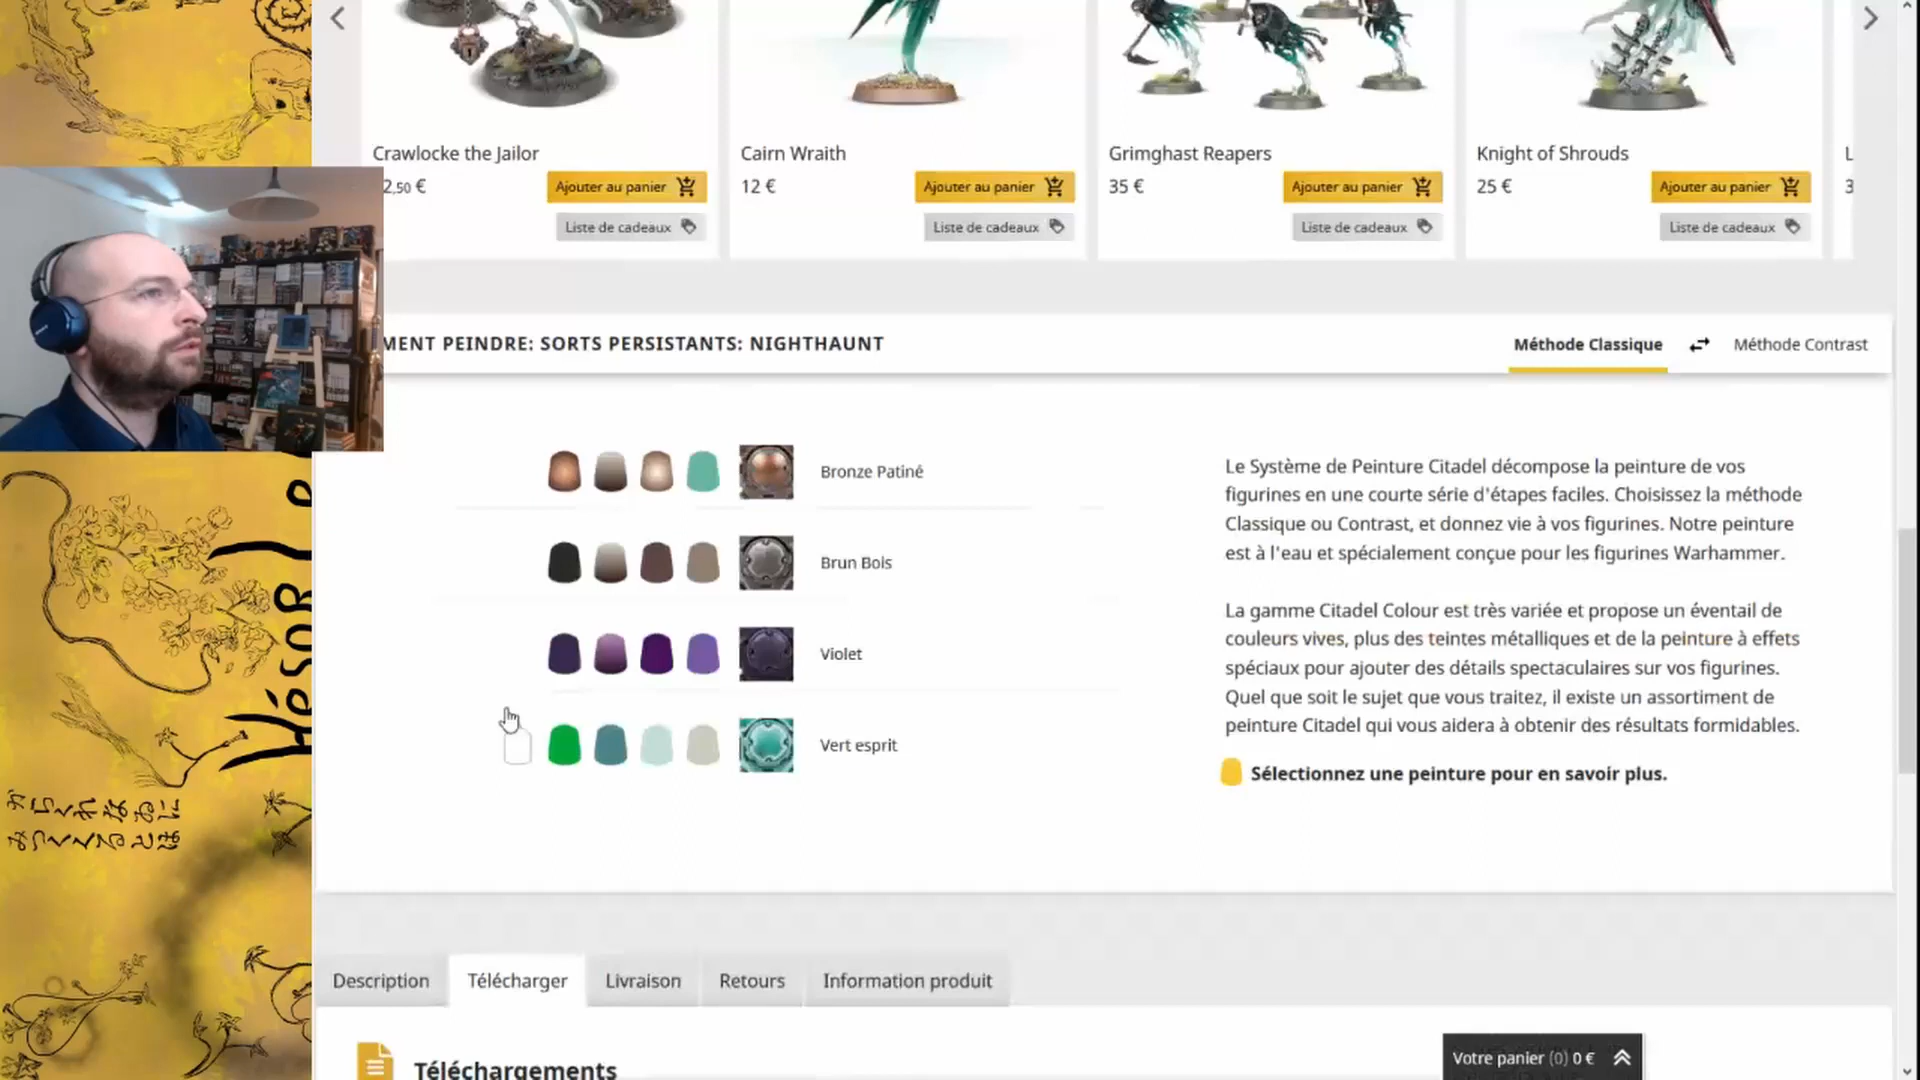 Crawlocke the Jailor
2,50 €
Ajouter au panier
Liste de cadeaux
Cairn Wraith
12 €
Ajouter au panier
Liste de cadeaux
Grimghast Reapers
35 €
Ajouter au panier
Liste de cadeaux
Knight of Shrouds
25 €
Ajouter au panier
Liste de cadeaux
L
3
MENT PEINDRE: SORTS PERSISTANTS: NIGHTHAUNT
Méthode Classique
Méthode Contrast
Bronze Patiné
Brun Bois
Violet
Vert esprit
Le Système de Peinture Citadel décompose la peinture de vos
figurines en une courte série d'étapes faciles. Choisissez la méthode
Classique ou Contrast, et donnez vie à vos figurines. Notre peinture
est à l'eau et spécialement conçue pour les figurines Warhammer.
La gamme Citadel Colour est très variée et propose un éventail de
couleurs vives, plus des teintes métalliques et de la peinture à effets
spéciaux pour ajouter des détails spectaculaires sur vos figurines.
Quel que soit le sujet que vous traitez, il existe un assortiment de
peinture Citadel qui vous aidera à obtenir des résultats formidables.
Sélectionnez une peinture pour en savoir plus.
Description
Télécharger
Livraison
Retours
Information produit
Téléchargements
Votre panier (0) 0 €